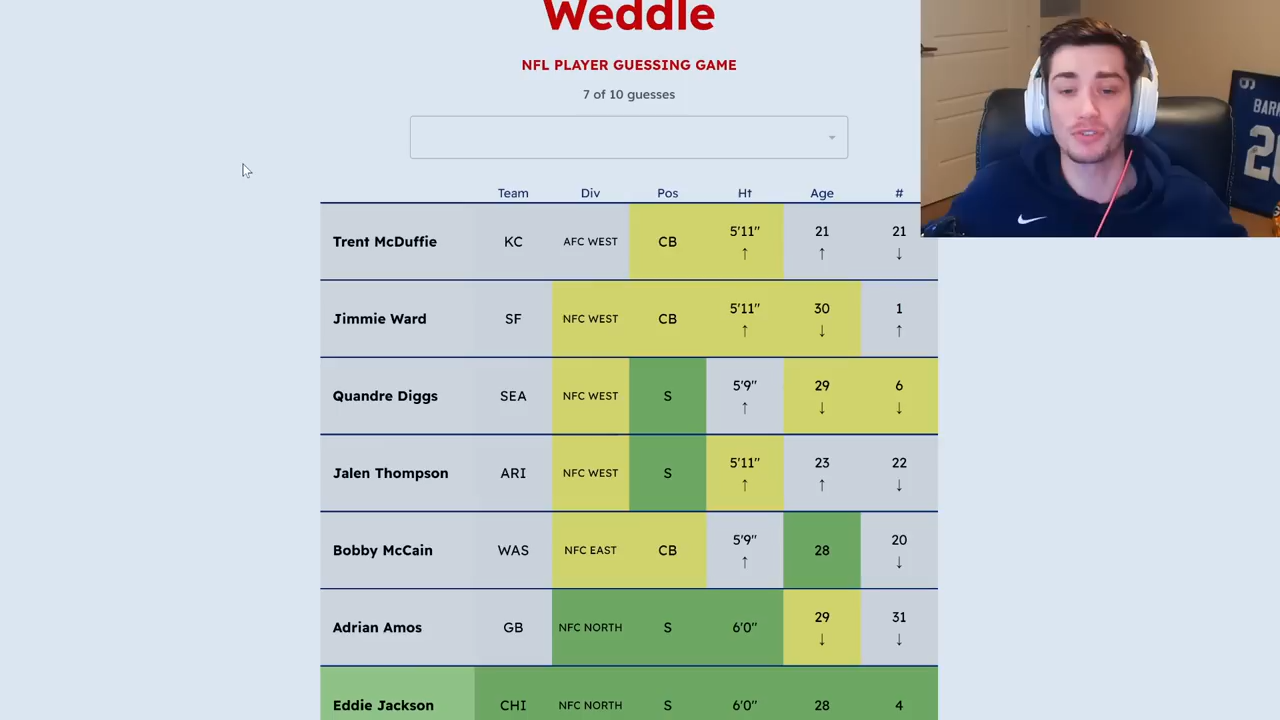 Weddle
NFL PLAYER GUESSING GAME
7 of 10 guesses
Team Div Pos Ht Age #
Trent McDuffie KC AFC WEST CB 5'11" ↑ 21 ↑ 21 ↓
Jimmie Ward SF NFC WEST CB 5'11" ↑ 30 ↓ 1 ↑
Quandre Diggs SEA NFC WEST S 5'9" ↑ 29 ↓ 6 ↓
Jalen Thompson ARI NFC WEST S 5'11" ↑ 23 ↑ 22 ↓
Bobby McCain WAS NFC EAST CB 5'9" ↑ 28 20 ↓
Adrian Amos GB NFC NORTH S 6'0" 29 ↓ 31 ↓
Eddie Jackson CHI NFC NORTH S 6'0" 28 4
BAR